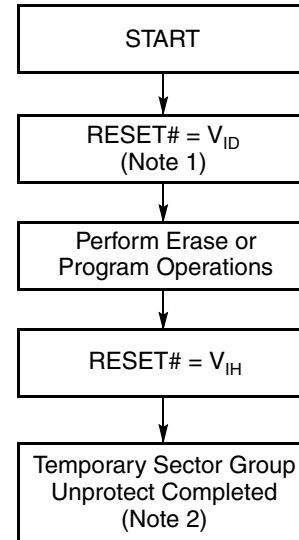 START
RESET# = V_ID
(Note 1)
Perform Erase or
Program Operations
RESET# = V_IH
Temporary Sector Group
Unprotect Completed
(Note 2)